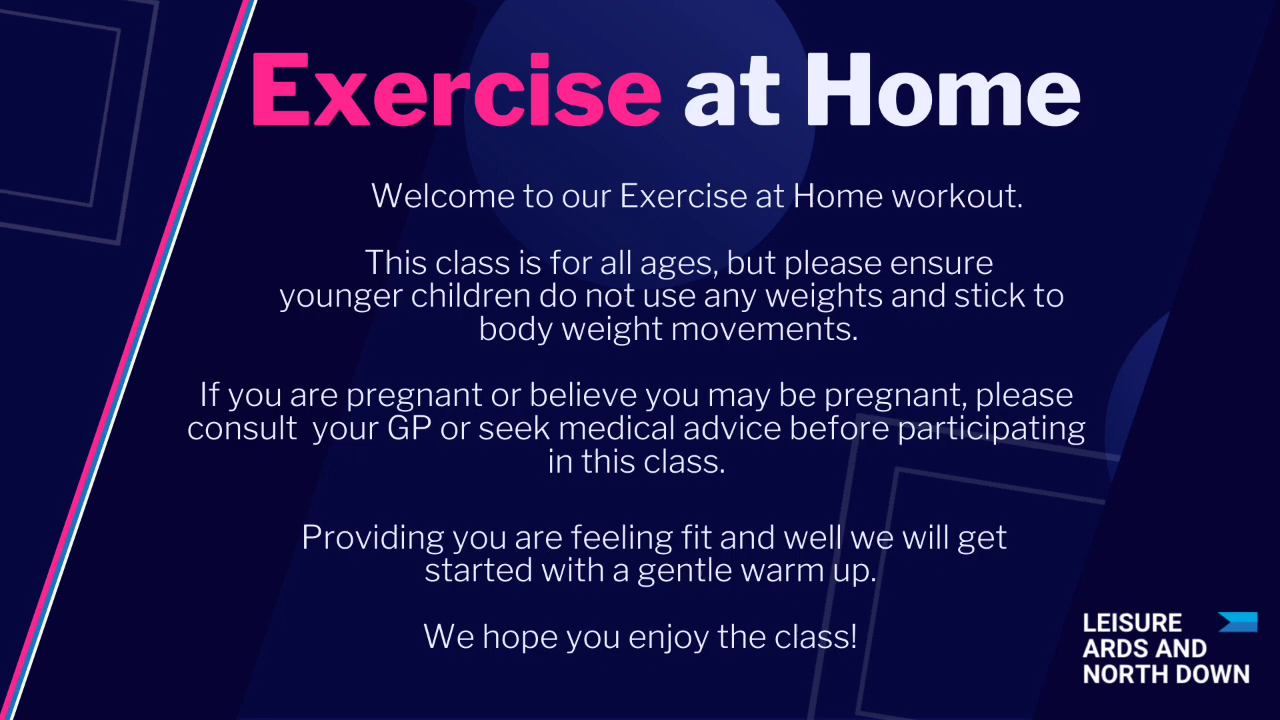 Exercise at Home
Welcome to our Exercise at Home workout.
This class is for all ages, but please ensure
younger children do not use any weights and stick to
body weight movements.
If you are pregnant or believe you may be pregnant, please
consult  your GP or seek medical advice before participating
in this class.
Providing you are feeling fit and well we will get
started with a gentle warm up.
We hope you enjoy the class!
LEISURE
ARDS AND
NORTH DOWN